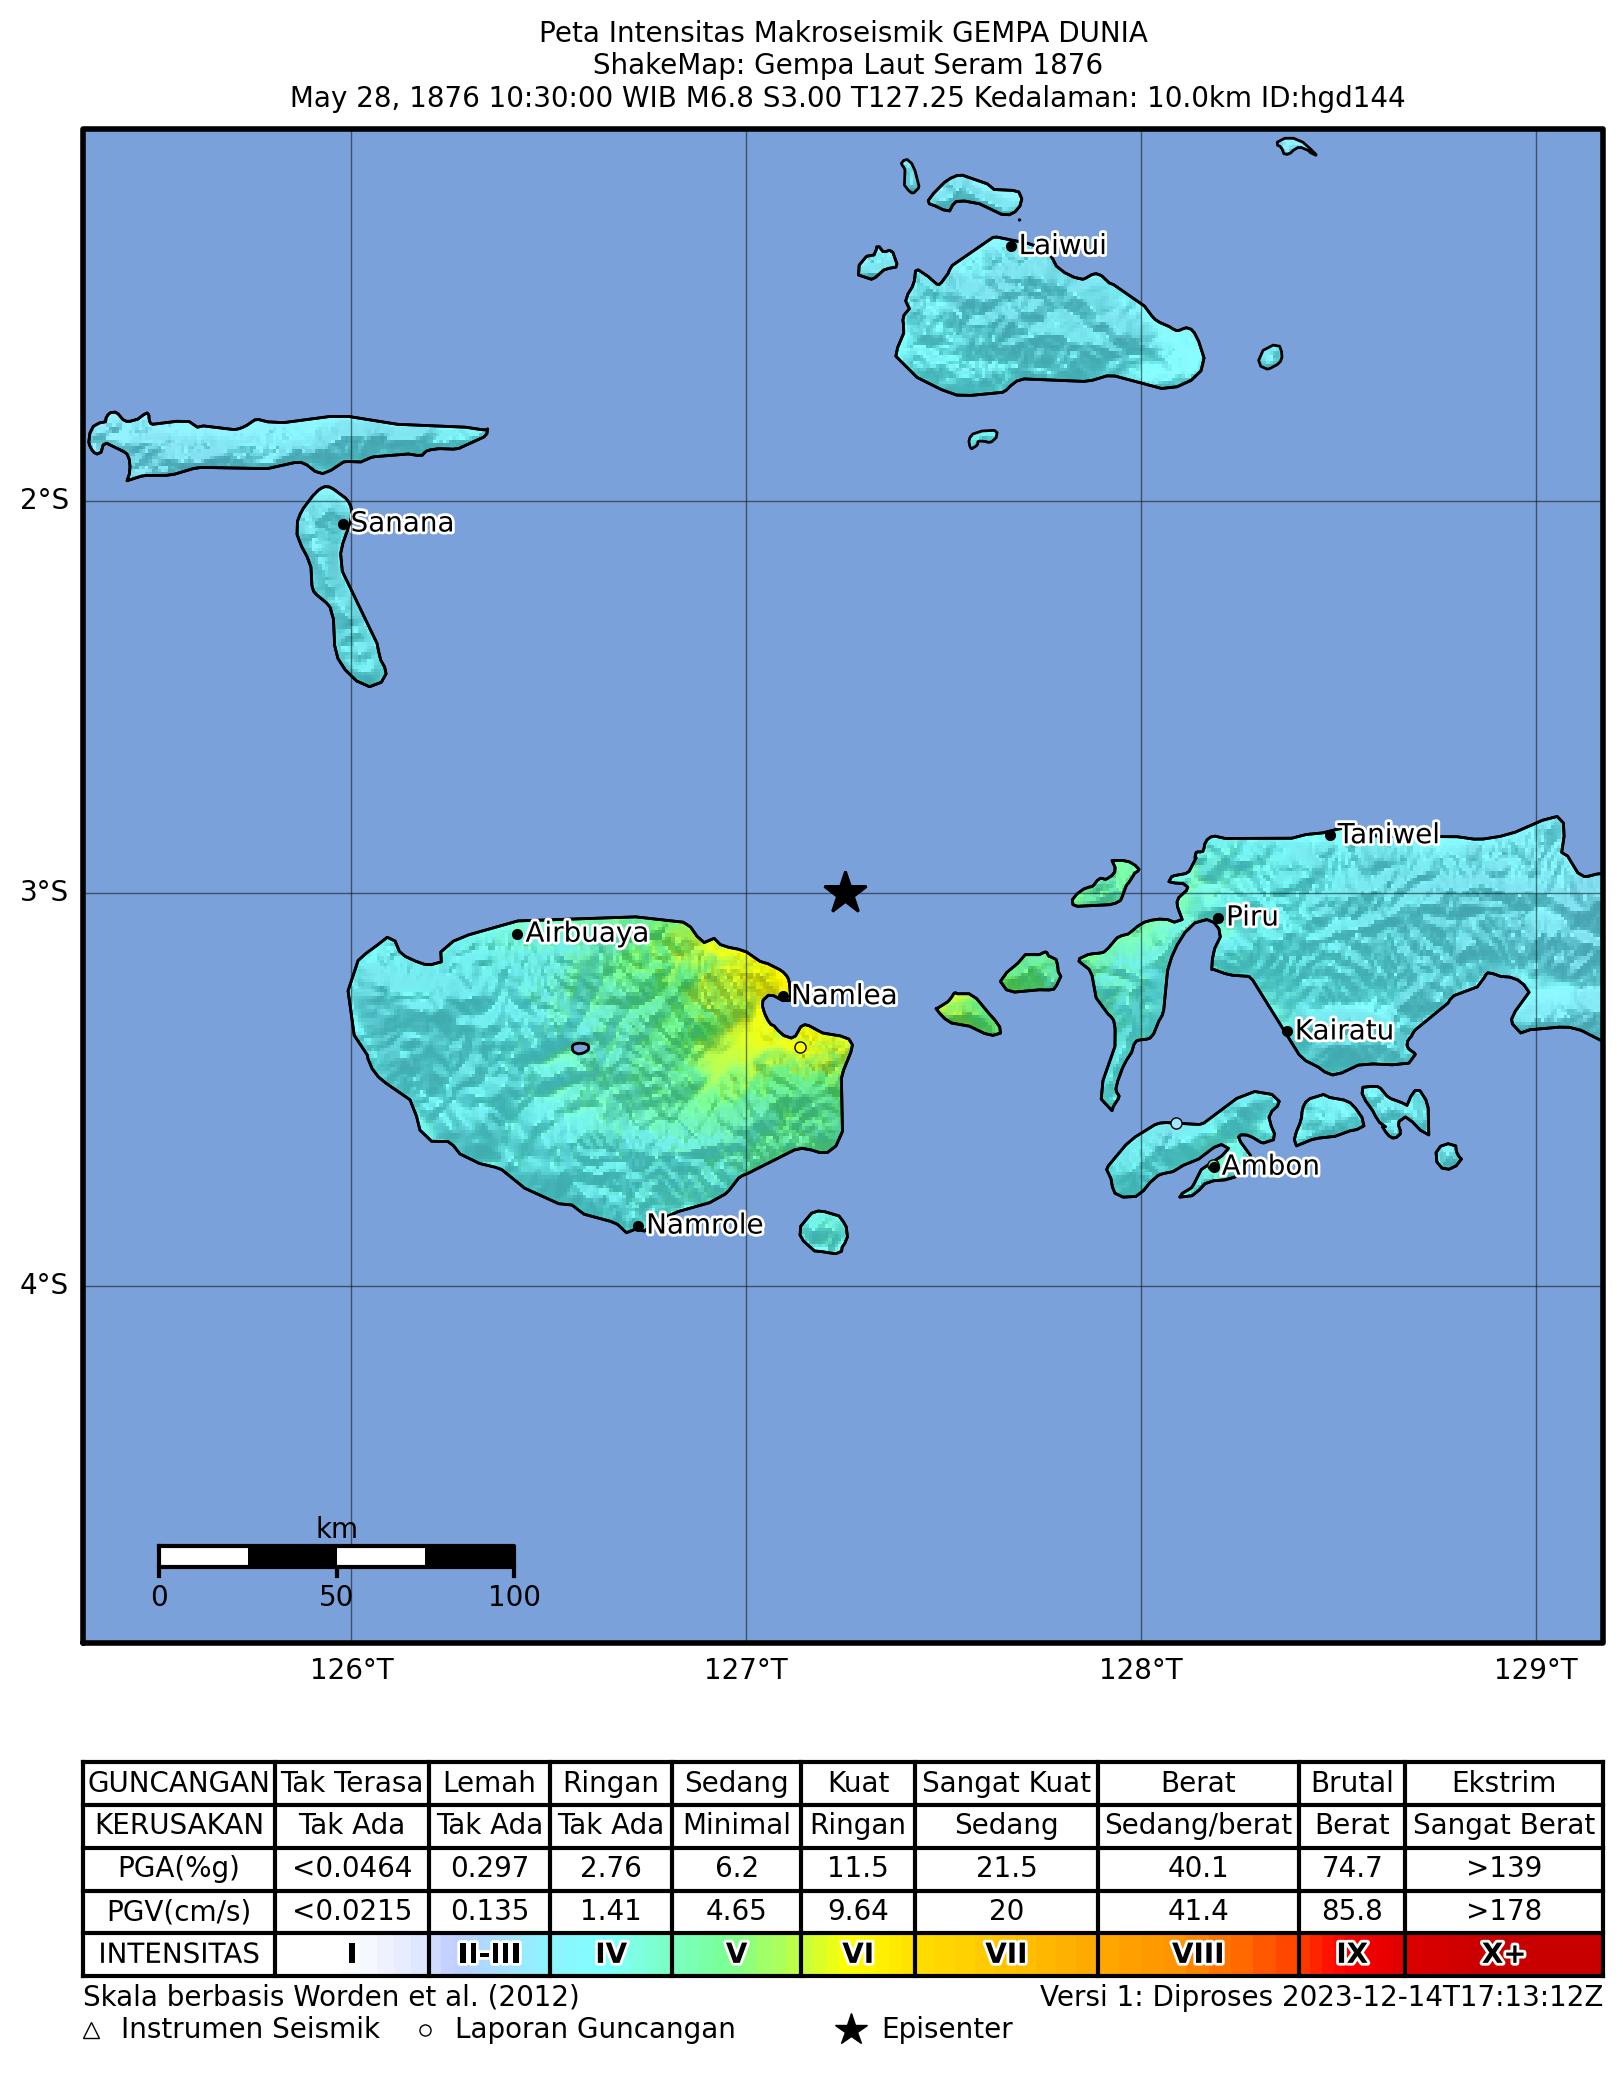 Peta Intensitas Makroseismik GEMPA DUNIA
ShakeMap: Gempa Laut Seram 1876
May 28, 1876 10:30:00 WIB M6.8 S3.00 T127.25 Kedalaman: 10.0km ID:hgd144
Laiwui
2°S
Sanana
Taniwel
3°S
Piru
Airbuaya
Namlea
Kairatu
Ambon
Namrole
4°S
km
0 50 100
126°T 127°T 128°T 129°T
GUNCANGAN Tak Terasa Lemah Ringan Sedang Kuat Sangat Kuat Berat Brutal Ekstrim
KERUSAKAN Tak Ada Tak Ada Tak Ada Minimal Ringan Sedang Sedang/berat Berat Sangat Berat
PGA(%g) <0.0464 0.297 2.76 6.2 11.5 21.5 40.1 74.7 >139
PGV(cm/s) <0.0215 0.135 1.41 4.65 9.64 20 41.4 85.8 >178
INTENSITAS I II-III IV V VI VII VIII IX X+
Skala berbasis Worden et al. (2012) Versi 1: Diproses 2023-12-14T17:13:12Z
Instrumen Seismik Laporan Guncangan Episenter